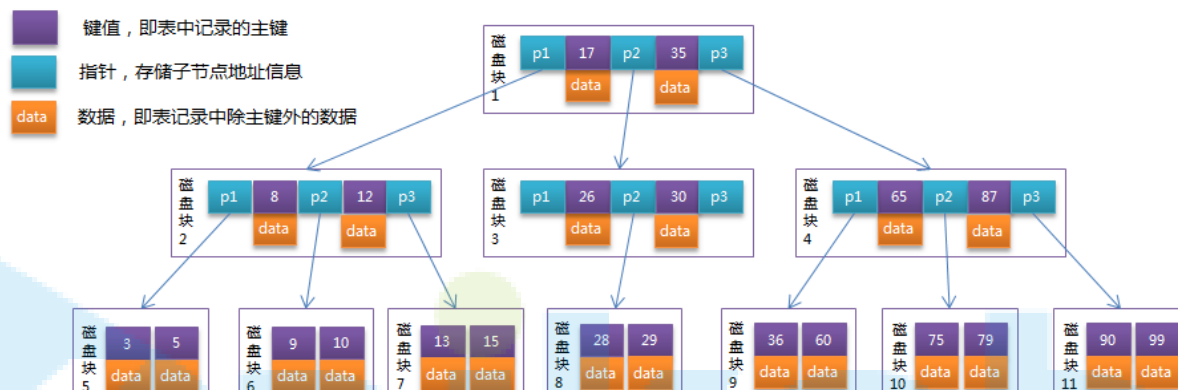 键值，即表中记录的主键
指针，存储子节点地址信息
data 数据，即表记录中除主键外的数据
磁盘块1
p1 17 p2 35 p3
data data
磁盘块2
p1 8 p2 12 p3
data data
磁盘块3
p1 26 p2 30 p3
data data
磁盘块4
p1 65 p2 87 p3
data data
磁盘块5
3 5
data data
磁盘块6
9 10
data data
磁盘块7
13 15
data data
磁盘块8
28 29
data data
磁盘块9
36 60
data data
磁盘块10
75 79
data data
磁盘块11
90 99
data data